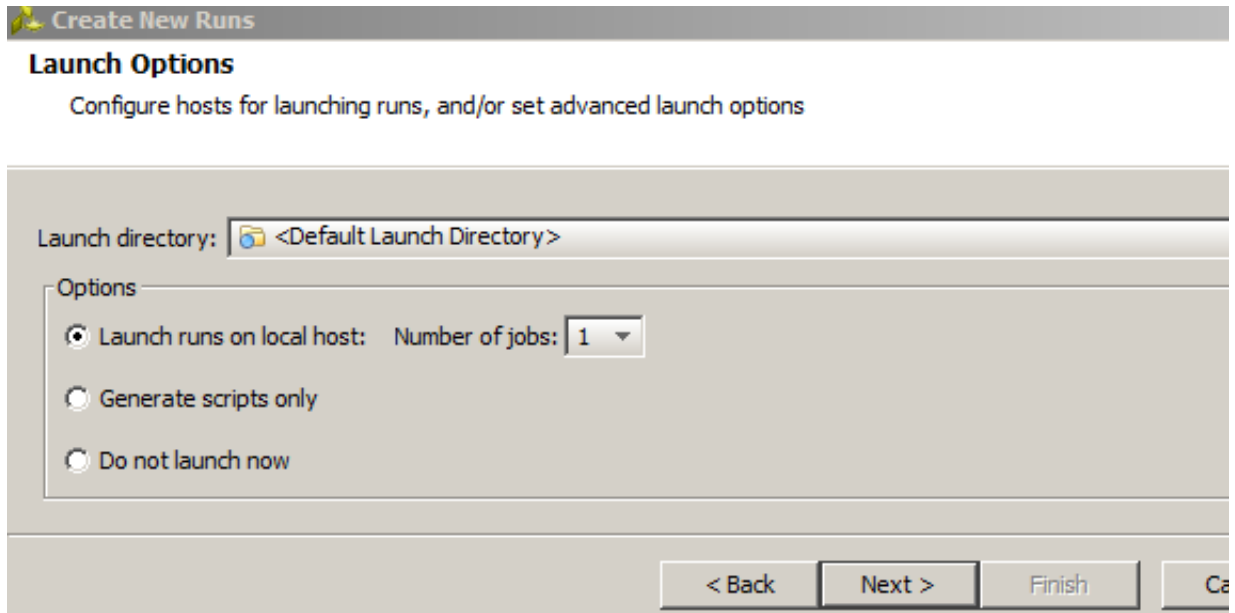 Create New Runs
Launch Options
Configure hosts for launching runs, and/or set advanced launch options
Launch directory: <Default Launch Directory>
Options
Launch runs on local host: Number of jobs: 1
Generate scripts only
Do not launch now
< Back Next > Finish Ca